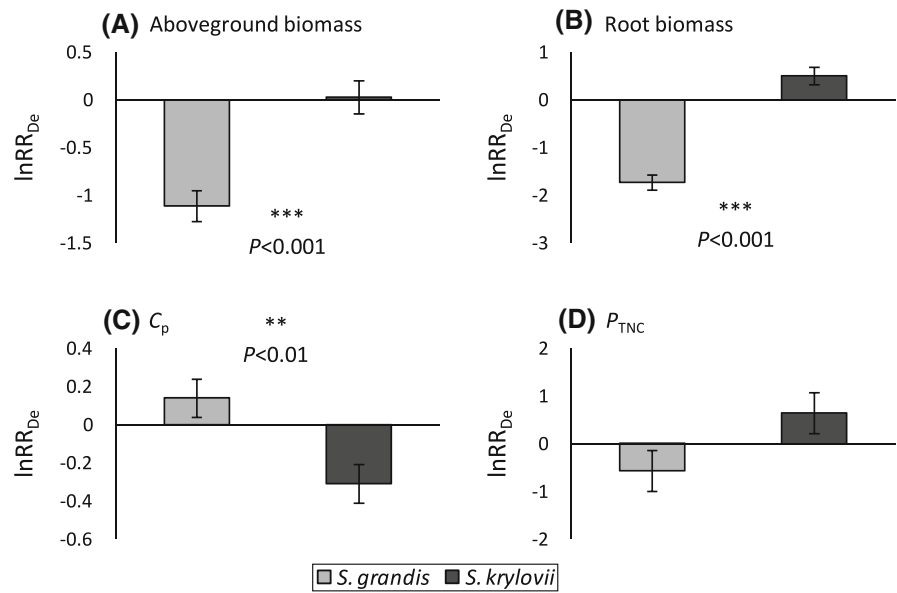 (A) Aboveground biomass
0.5
0
-0.5
-1
-1.5
lnRR_De
***
P<0.001
(B) Root biomass
1
0
-1
-2
-3
lnRR_De
***
P<0.001
(C) C_p
**
P<0.01
0.4
0.2
0
-0.2
-0.4
-0.6
lnRR_De
(D) P_TNC
2
1
0
-1
-2
lnRR_De
S. grandis S. krylovii